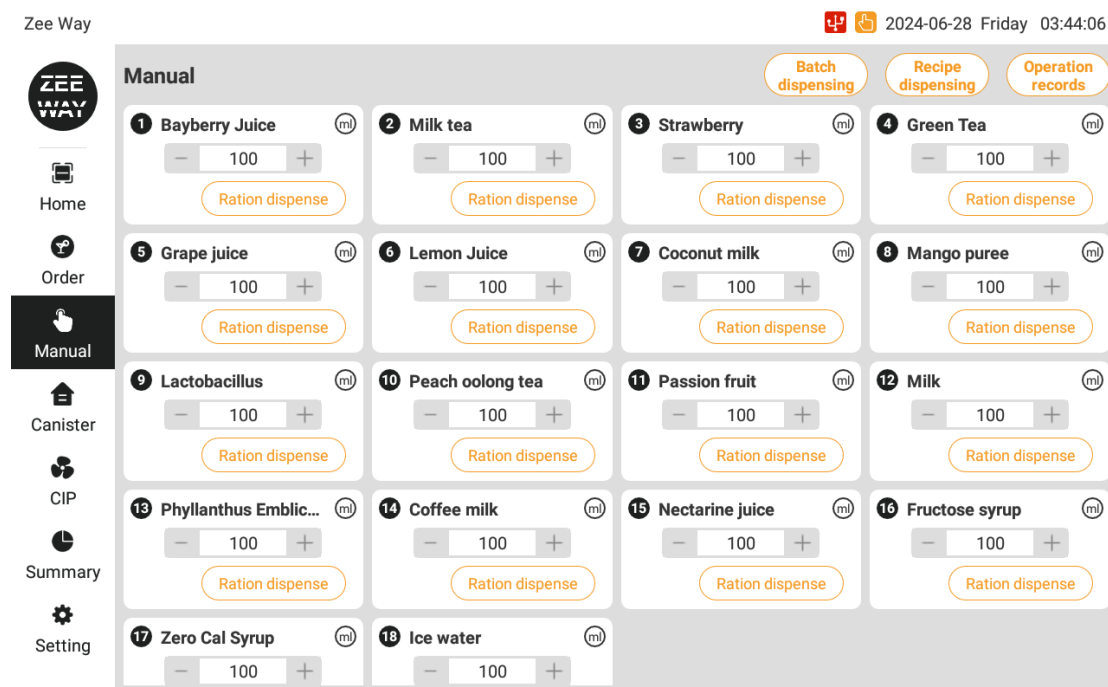 Zee Way
2024-06-28 Friday 03:44:06
ZEE
WAY
Home
Order
Manual
Canister
CIP
Summary
Setting
Manual
Batch dispensing
Recipe dispensing
Operation records
1 Bayberry Juice ml
100
Ration dispense
2 Milk tea ml
100
Ration dispense
3 Strawberry ml
100
Ration dispense
4 Green Tea ml
100
Ration dispense
5 Grape juice ml
100
Ration dispense
6 Lemon Juice ml
100
Ration dispense
7 Coconut milk ml
100
Ration dispense
8 Mango puree ml
100
Ration dispense
9 Lactobacillus ml
100
Ration dispense
10 Peach oolong tea ml
100
Ration dispense
11 Passion fruit ml
100
Ration dispense
12 Milk ml
100
Ration dispense
13 Phyllanthus Emblic... ml
100
Ration dispense
14 Coffee milk ml
100
Ration dispense
15 Nectarine juice ml
100
Ration dispense
16 Fructose syrup ml
100
Ration dispense
17 Zero Cal Syrup ml
100
18 Ice water ml
100